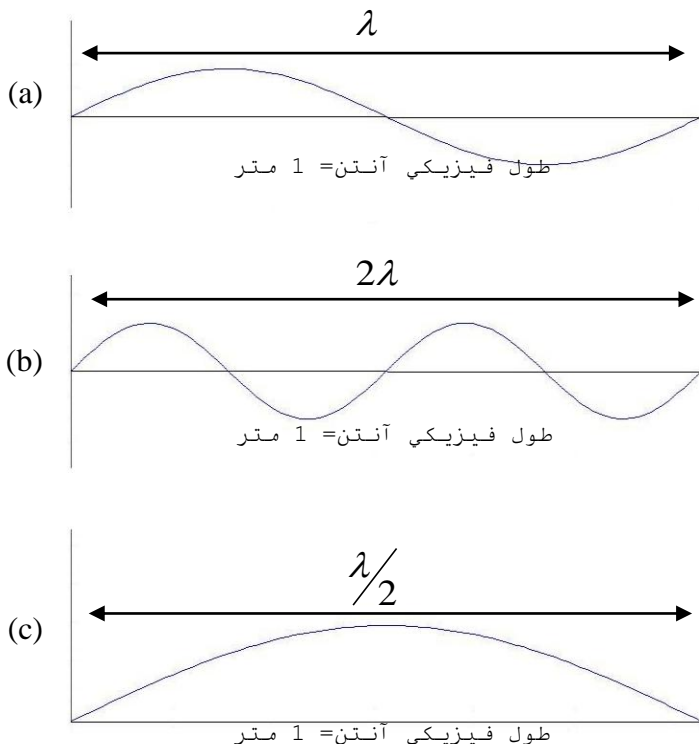 λ
(a)
طول فيزيكي آنتن= 1 متر
2λ
(b)
طول فيزيكي آنتن= 1 متر
λ/2
(c)
طول فيزيكي آنتن= 1 متر